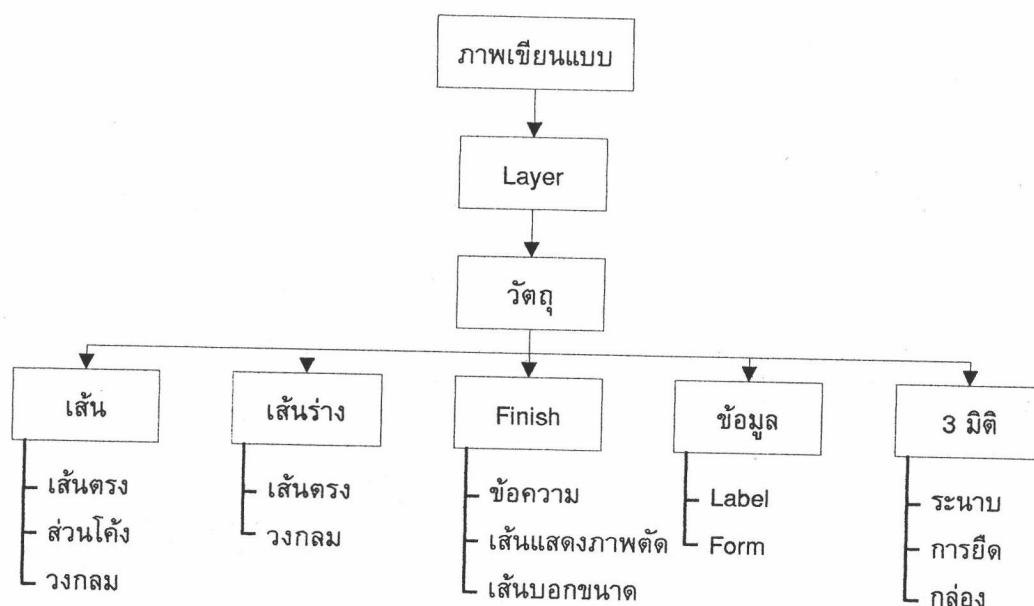 ภาพเขียนแบบ
Layer
วัตถุ
เส้น
เส้นตรง
ส่วนโค้ง
วงกลม
เส้นร่าง
เส้นตรง
วงกลม
Finish
ข้อความ
เส้นแสดงภาพตัด
เส้นบอกขนาด
ข้อมูล
Label
Form
3 มิติ
ระนาบ
การยืด
กล่อง